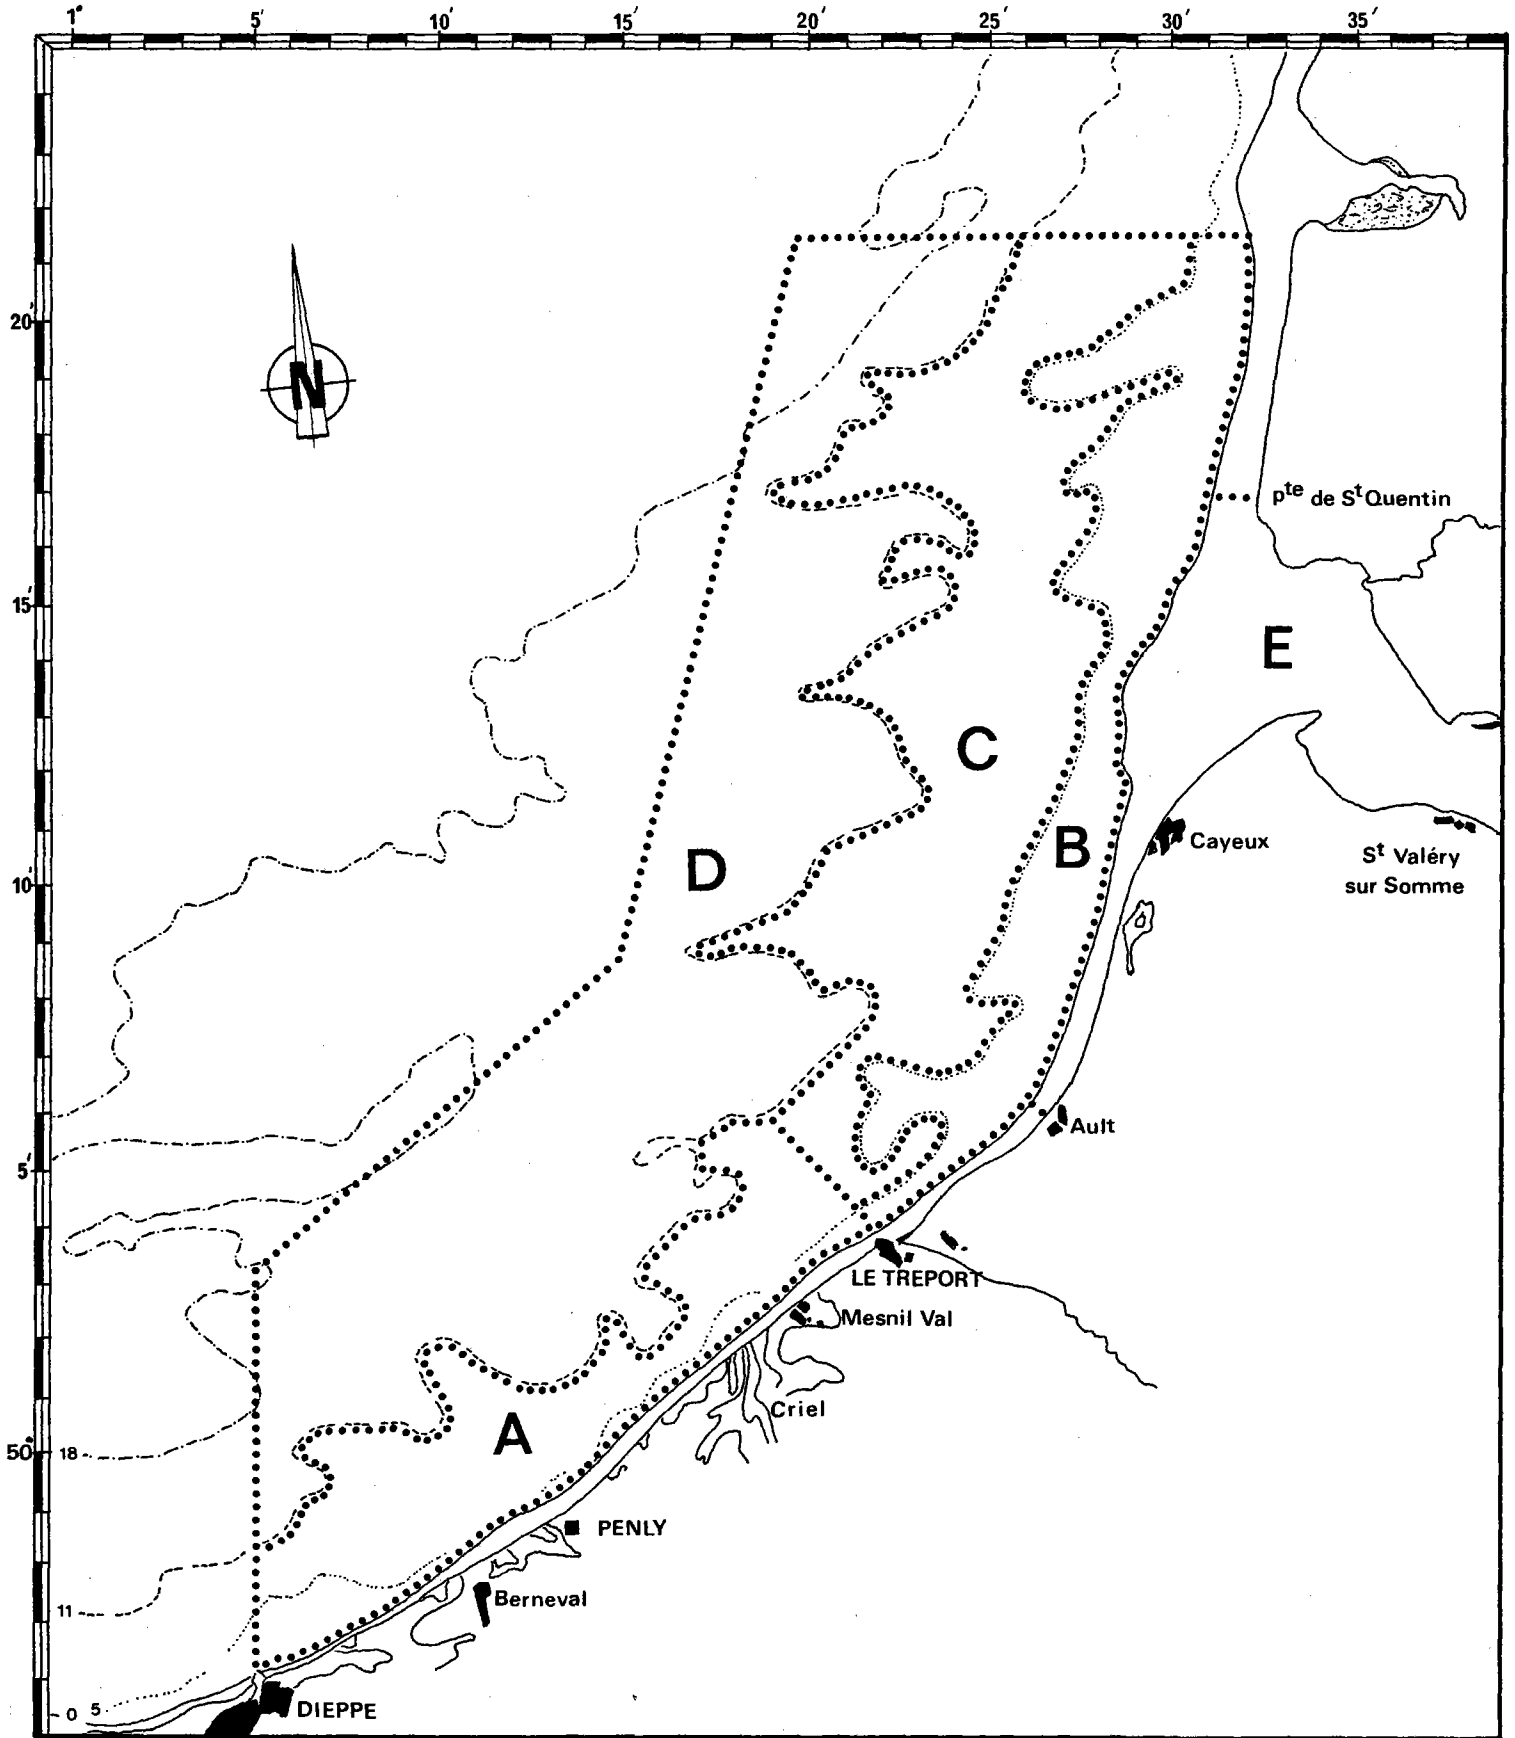 1° 5′ 10′ 15′ 20′ 25′ 30′ 35′
20′
N
pte de St Quentin
15′
E
C
B
Cayeux
D
St Valéry
sur Somme
10′
Ault
5′
LE TREPORT
Mesnil Val
Criel
A
50 18
PENLY
11
Berneval
0 5
DIEPPE